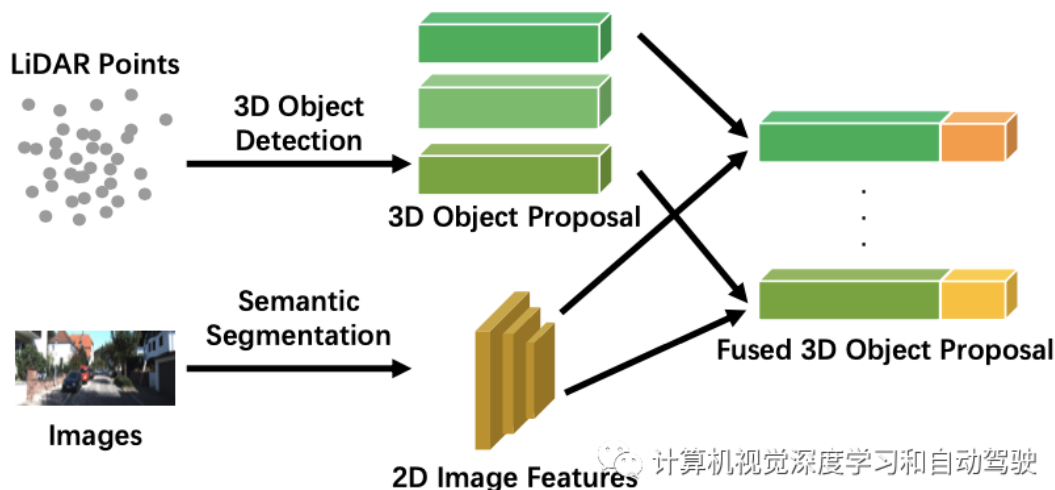 LiDAR Points
3D Object
Detection
3D Object Proposal
Semantic
Segmentation
Images
2D Image Features
Fused 3D Object Proposal
计算机视觉深度学习和自动驾驶